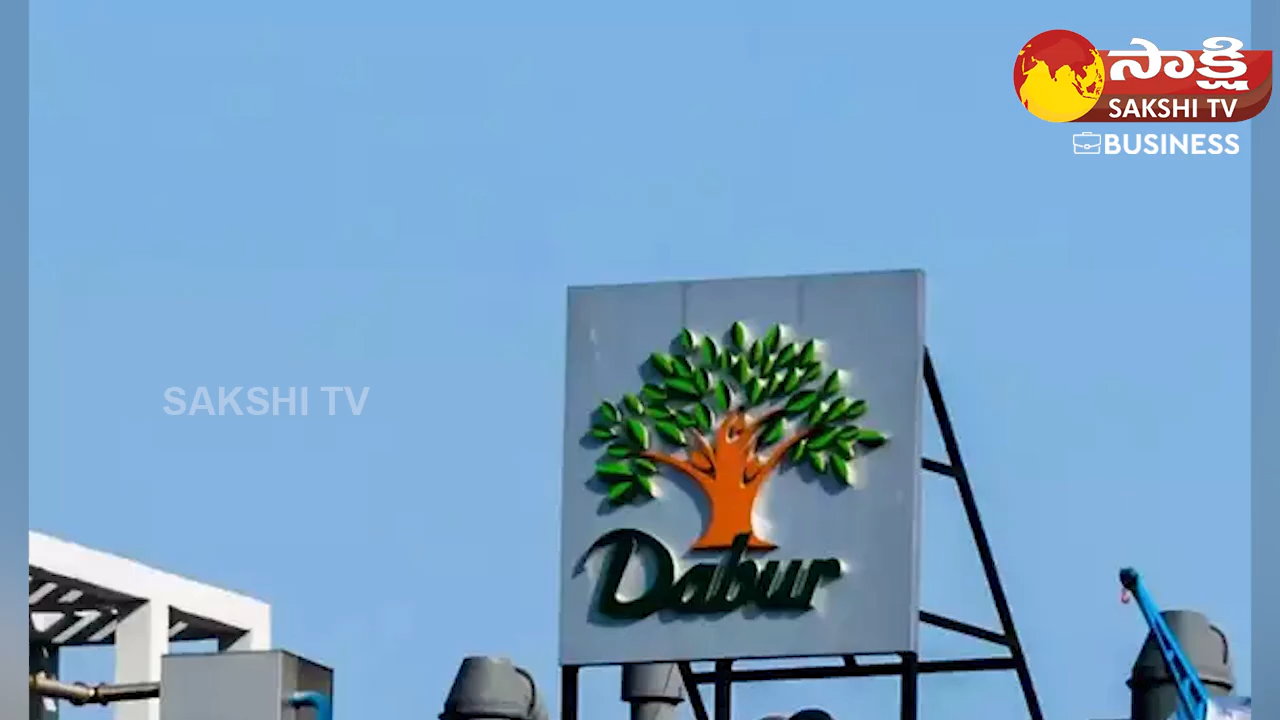 సాక్షి
SAKSHI TV
BUSINESS
SAKSHI TV
Dabur